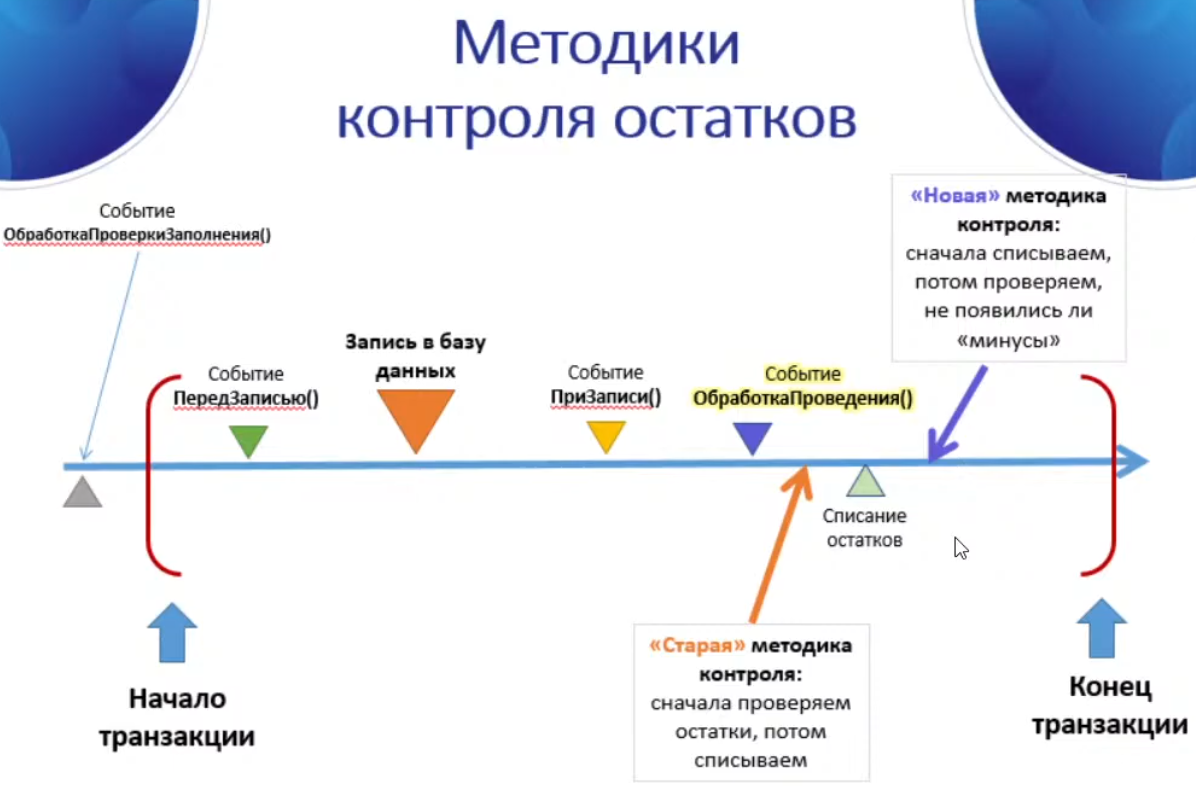 Методики
контроля остатков
Событие
ОбработкаПроверкиЗаполнения()
«Новая» методика
контроля:
сначала списываем,
потом проверяем,
не появились ли
«минусы»
Запись в базу
данных
Событие
ПередЗаписью()
Событие
ПриЗаписи()
Событие
ОбработкаПроведения()
Списание
остатков
«Старая» методика
контроля:
сначала проверяем
остатки, потом
списываем
Начало
транзакции
Конец
транзакции